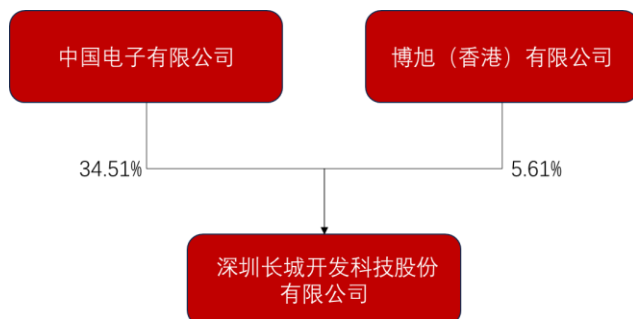 中国电子有限公司
博旭（香港）有限公司
34.51%
5.61%
深圳长城开发科技股份
有限公司